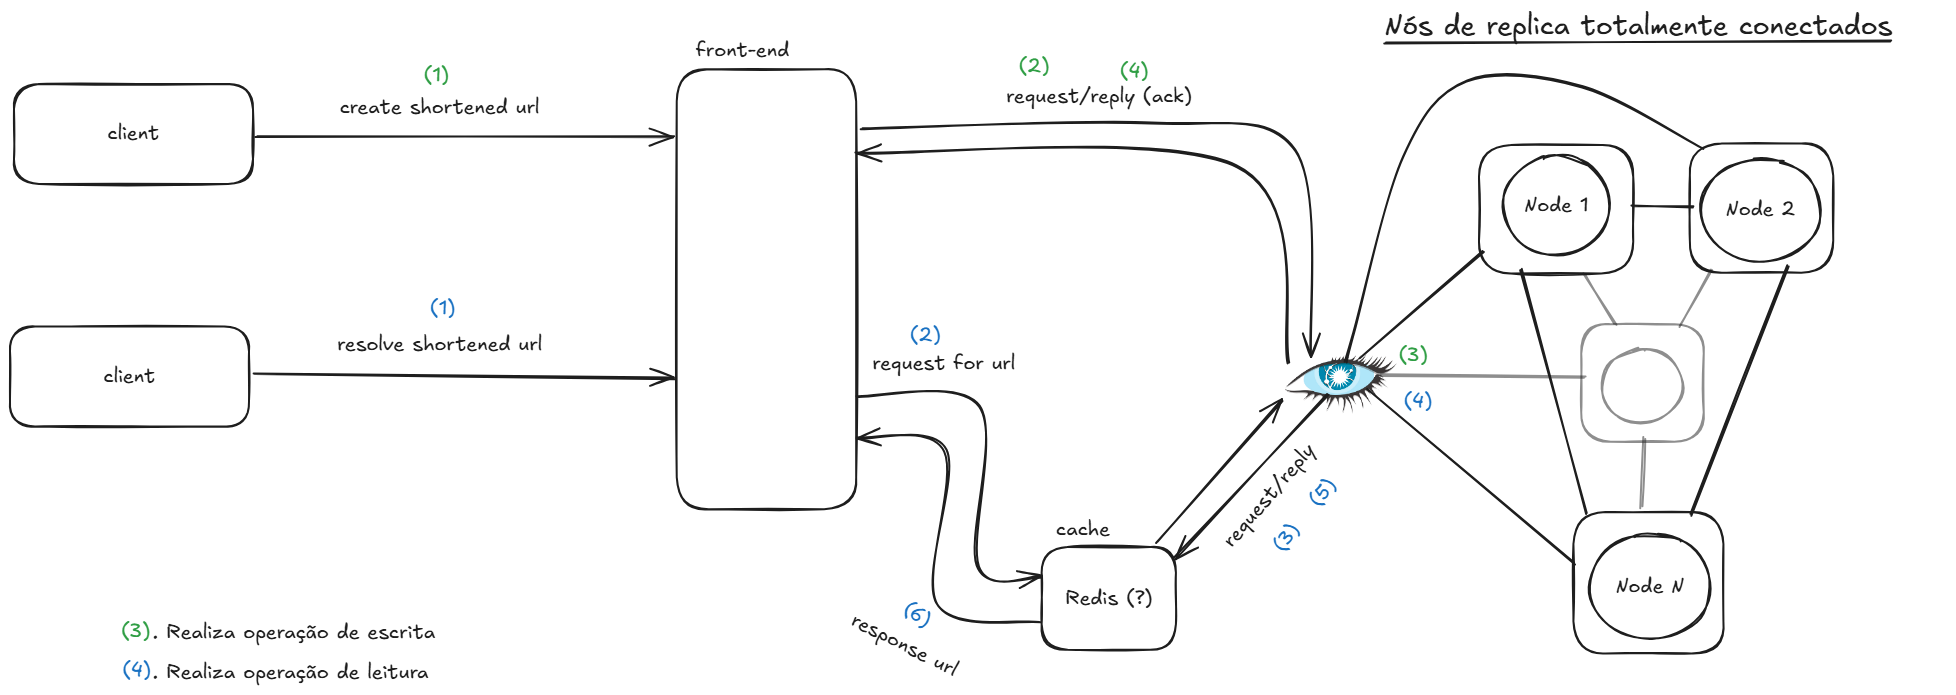 Nós de replica totalmente conectados
front-end
(1)
create shortened url
client
(2) (4)
request/reply (ack)
Node 1
Node 2
(1)
resolve shortened url
client
(2)
request for url
(3)
(4)
request/reply
(3) (5)
cache
Redis (?)
Node N
(6)
response url
(3). Realiza operação de escrita
(4). Realiza operação de leitura